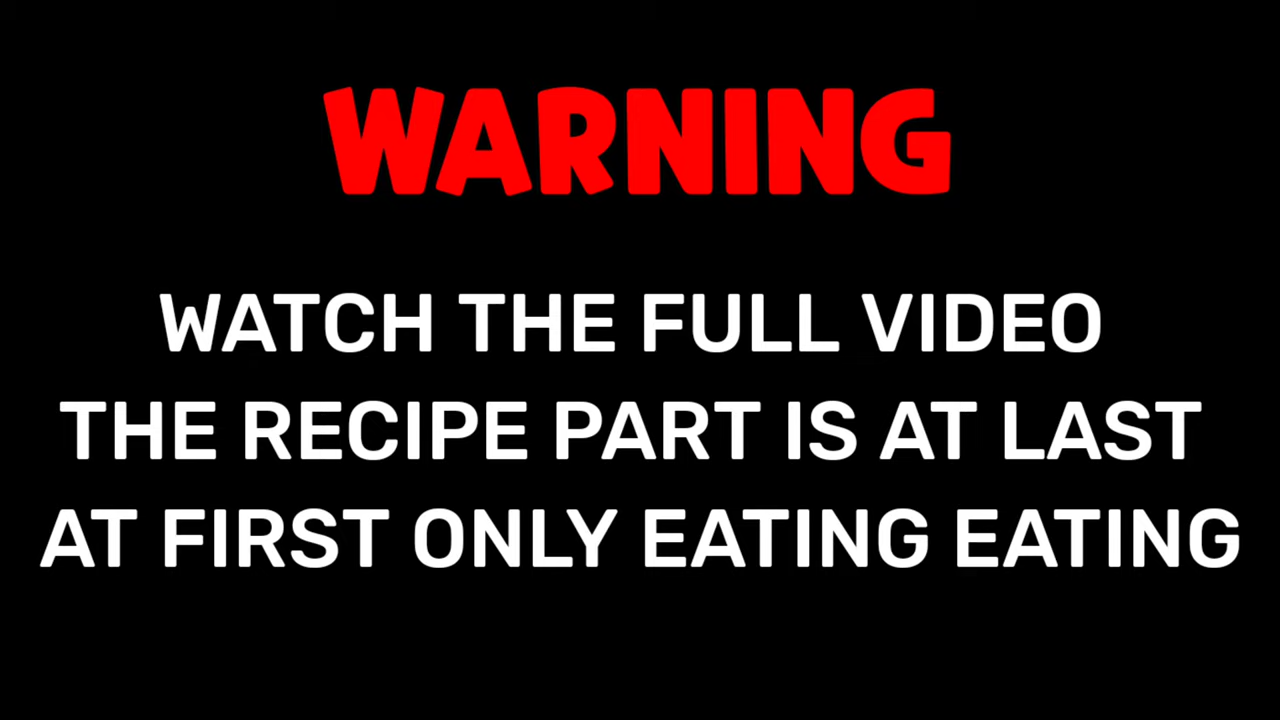 WARNING
WATCH THE FULL VIDEO
THE RECIPE PART IS AT LAST
AT FIRST ONLY EATING EATING